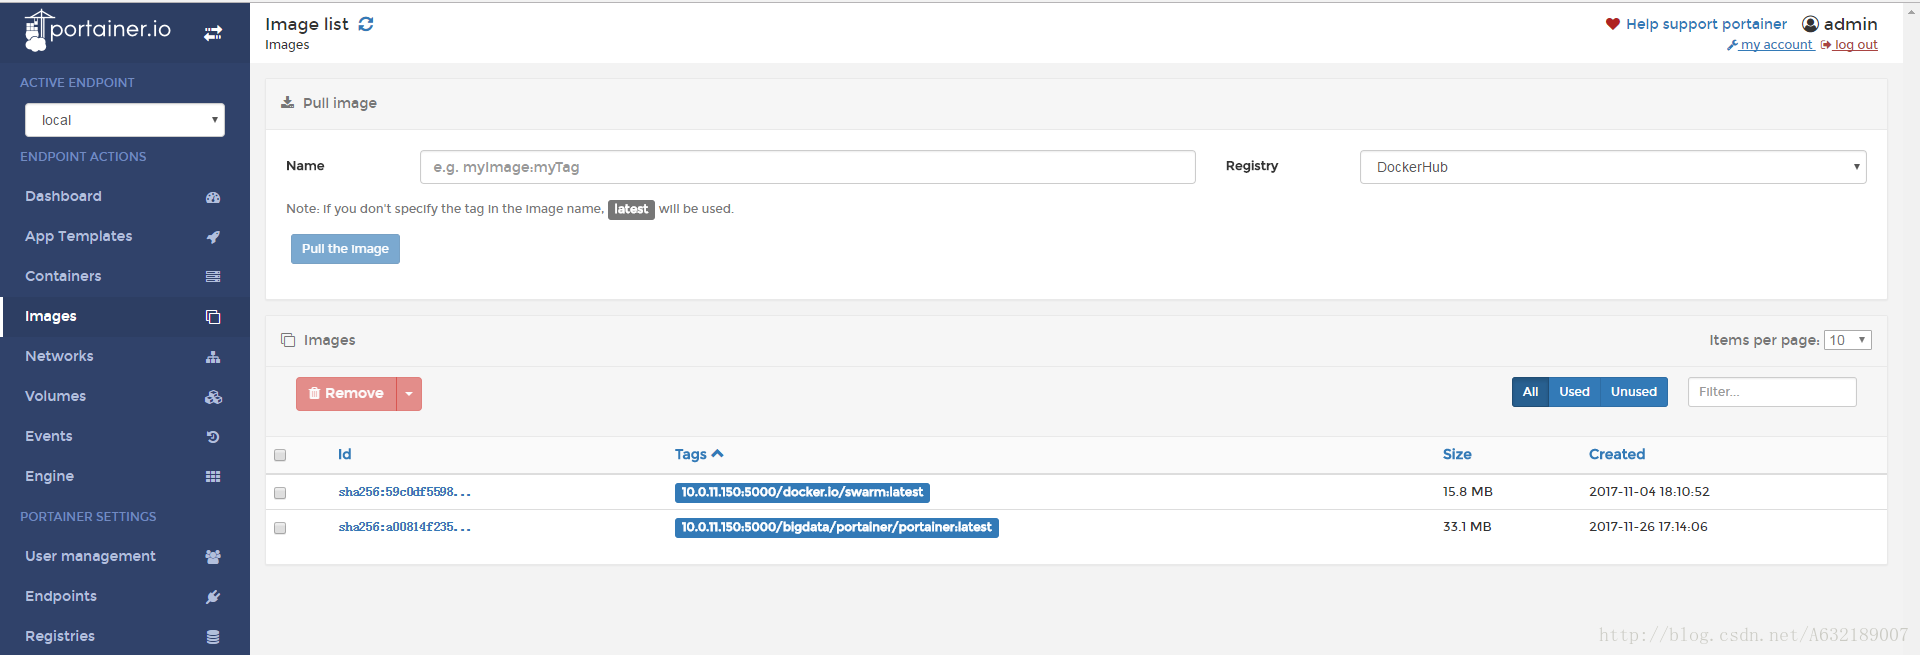 portainer.io
ACTIVE ENDPOINT
local
ENDPOINT ACTIONS
Dashboard
App Templates
Containers
Images
Networks
Volumes
Events
Engine
PORTAINER SETTINGS
User management
Endpoints
Registries
Image list
Images
Help support portainer admin
my account log out
Pull image
Name e.g. myImage:myTag Registry DockerHub
Note: if you don't specify the tag in the image name, latest will be used.
Pull the image
Images Items per page: 10
Remove All Used Unused Filter...
Id Tags Size Created
sha256:59c0df5598... 10.0.11.150:5000/docker.io/swarm:latest 15.8 MB 2017-11-04 18:10:52
sha256:a00814f235... 10.0.11.150:5000/bigdata/portainer/portainer:latest 33.1 MB 2017-11-26 17:14:06
http://blog.csdn.net/A632189007